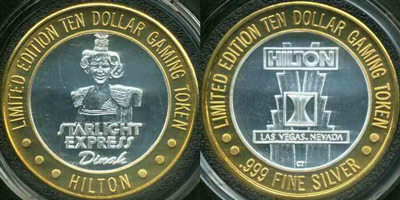 LIMITED EDITION TEN DOLLAR GAMING TOKEN
STARLIGHT
EXPRESS
Dinah
HILTON
LIMITED EDITION TEN DOLLAR GAMING TOKEN
HILTON
LAS VEGAS, NEVADA
CT
.999 FINE SILVER